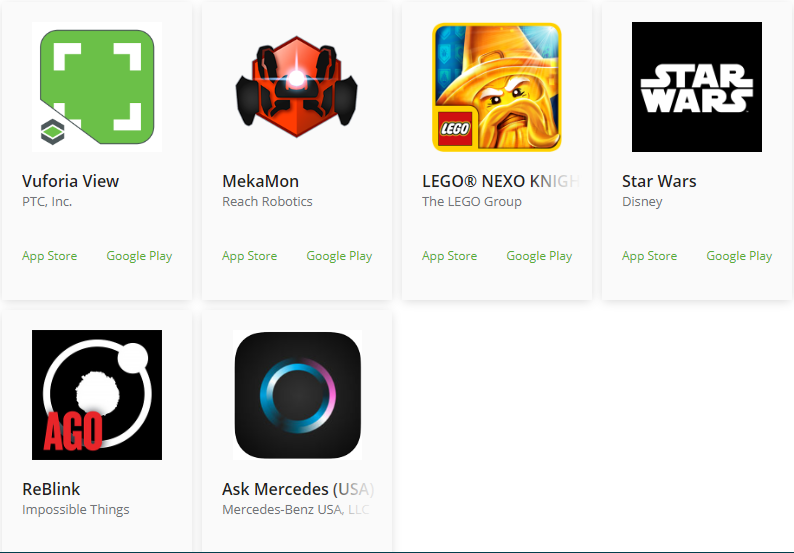 LEGO
STAR
WARS
Vuforia View
PTC, Inc.
MekaMon
Reach Robotics
LEGO® NEXO KNIGH
The LEGO Group
Star Wars
Disney
App Store Google Play
App Store Google Play
App Store Google Play
App Store Google Play
AGO
ReBlink
Impossible Things
Ask Mercedes (USA)
Mercedes-Benz USA, LLC